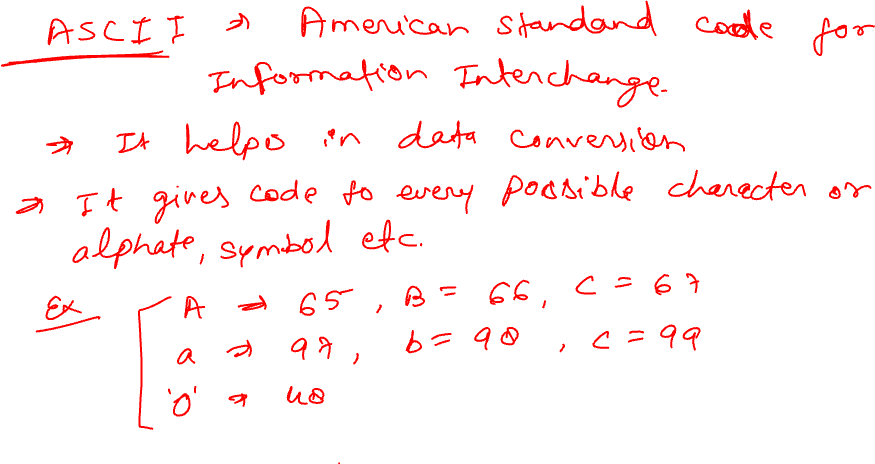 ASCII ⇒ American standard code for
Information Interchange.
⇒ It helps in data conversion
⇒ It gives code to every possible character or
alphate, symbol etc.
Ex A ⇒ 65, B = 66, C = 67
a ⇒ 97, b = 98, c = 99
'0' ⇒ 48